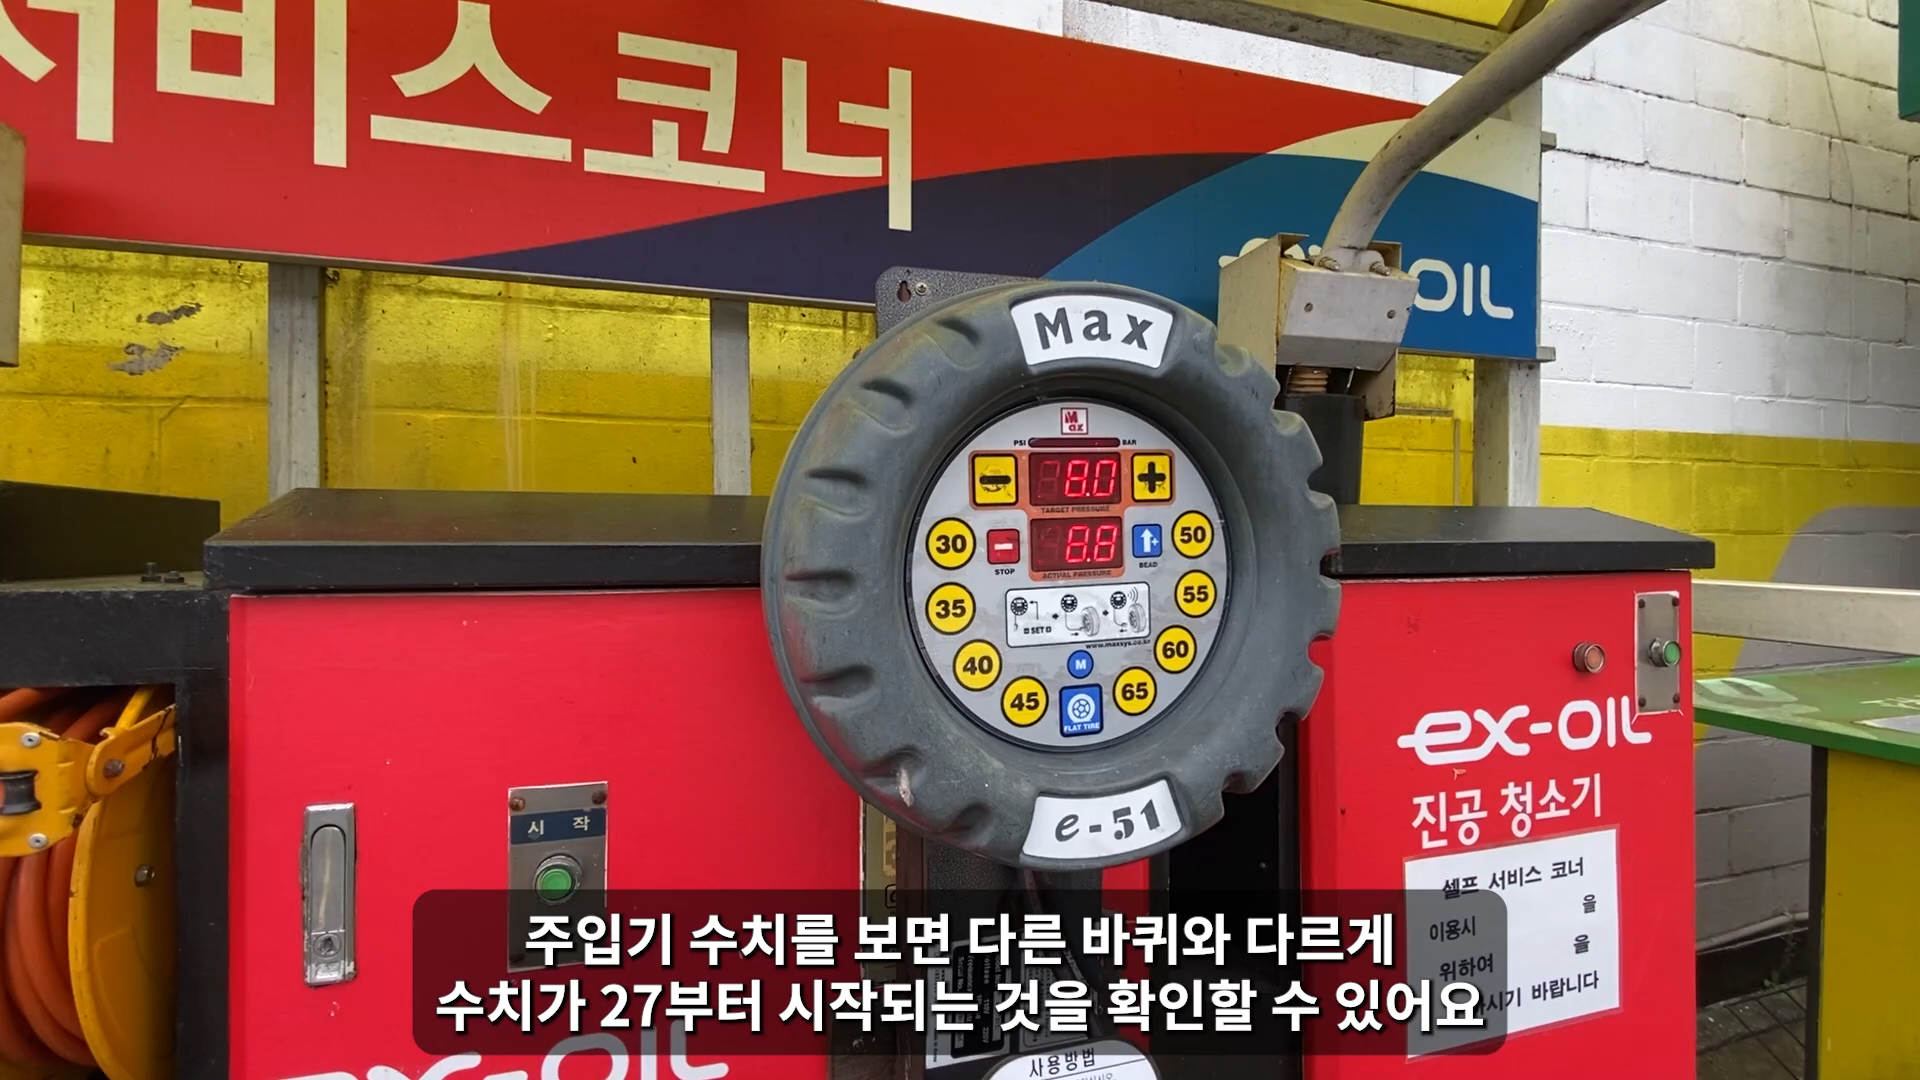 서비스코너
OIL
Max
Max
PSI
BAR
8.0
TARGET PRESSURE
30
50
8.8
STOP
BEAD
ACTUAL PRESSURE
35
55
SET
www.maxsys.co.kr
40
M
60
45
65
FLAT TIRE
e-51
시 작
ex-OIL
진공 청소기
셀프 서비스 코너
을
이용시
을
위하여
시기 바랍니다
주입기 수치를 보면 다른 바퀴와 다르게
수치가 27부터 시작되는 것을 확인할 수 있어요
ex-OIL
사용방법